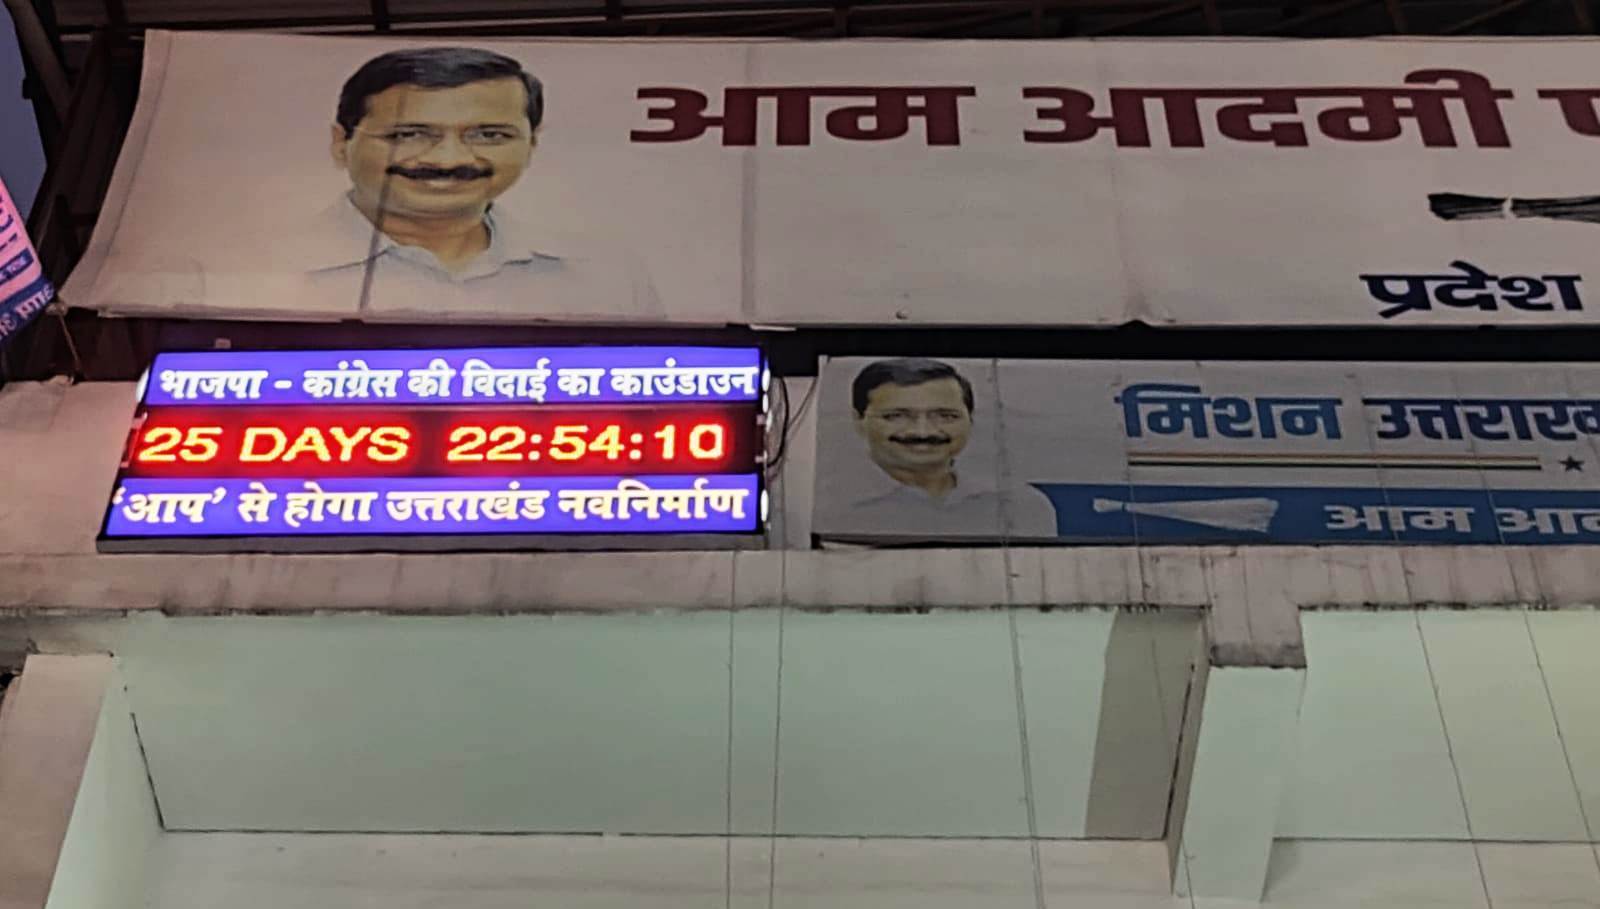 आम आदमी
प्रदेश
भाजपा - कांग्रेस की विदाई का काउंडाउन
25 DAYS 22:54:10
'आप' से होगा उत्तराखंड नवनिर्माण
मिशन
आम